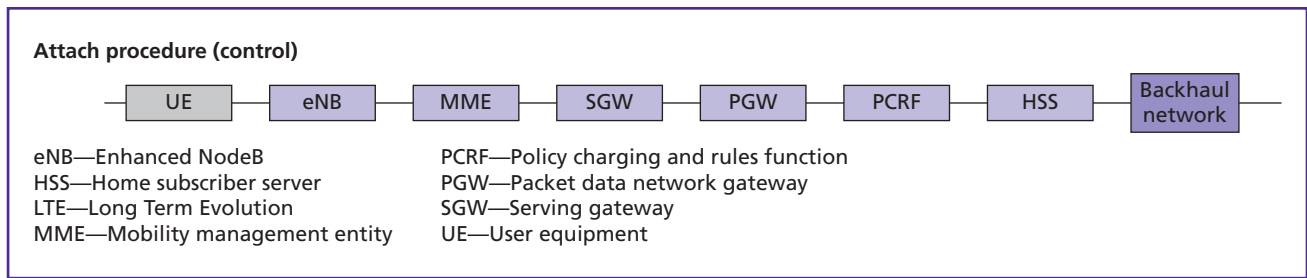 Attach procedure (control)
UE eNB MME SGW PGW PCRF HSS Backhaul
network
eNB—Enhanced NodeB
HSS—Home subscriber server
LTE—Long Term Evolution
MME—Mobility management entity
PCRF—Policy charging and rules function
PGW—Packet data network gateway
SGW—Serving gateway
UE—User equipment